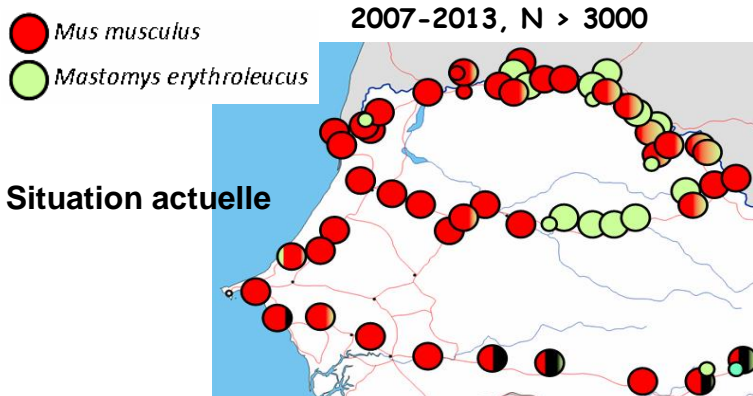 2007-2013, N > 3000
Mus musculus
Mastomys erythroleucus
Situation actuelle